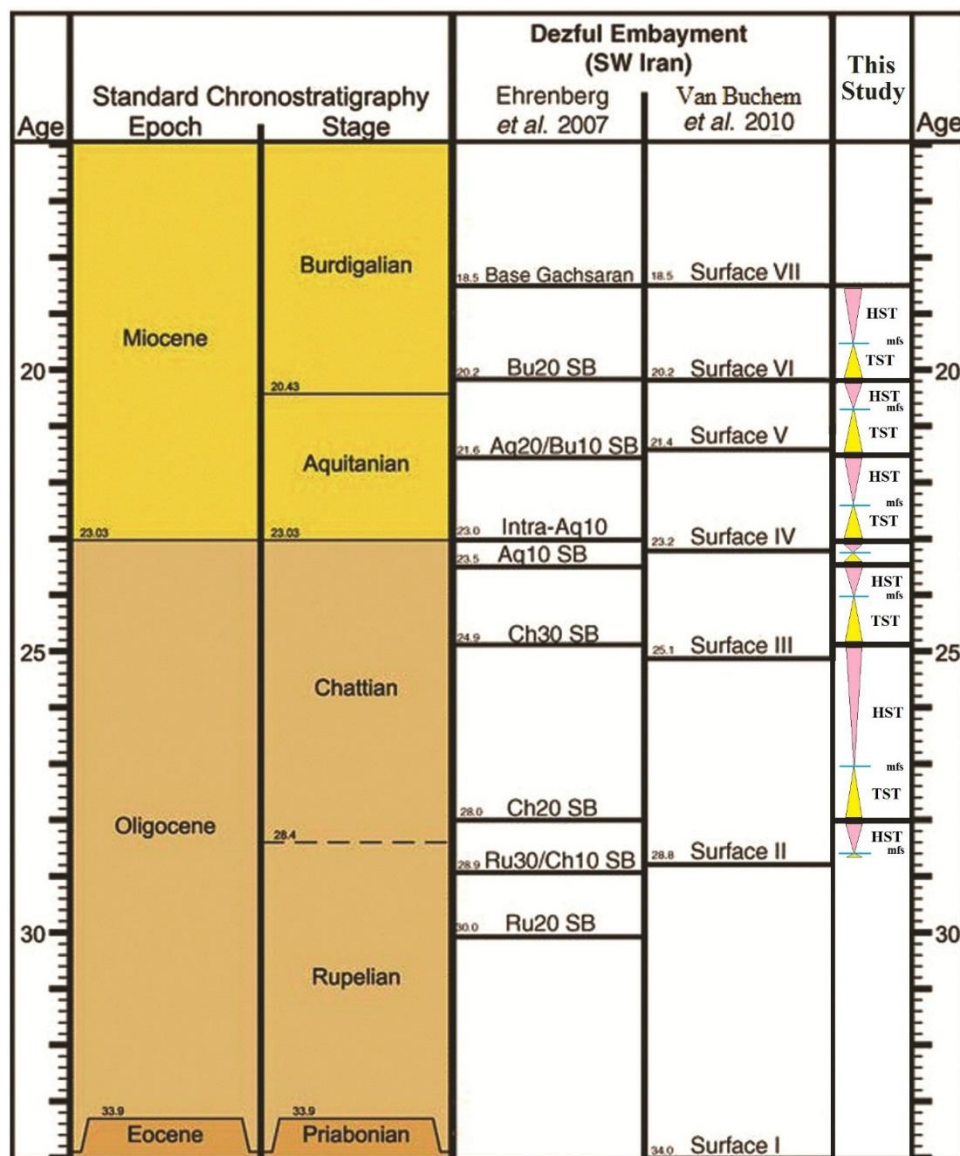 Age
Standard Chronostratigraphy
Epoch
Stage
Dezful Embayment
(SW Iran)
Ehrenberg
et al. 2007
Van Buchem
et al. 2010
This
Study
Age
Burdigalian
18.5 Base Gachsaran
18.5 Surface VII
HST
Miocene
mfs
TST
20
20.2 Bu20 SB
20.2 Surface VI
20
20.43
HST
mfs
TST
21.6 Aq20/Bu10 SB
21.4 Surface V
Aquitanian
HST
mfs
TST
23.03
23.03
23.0 Intra-Aq10
23.2 Surface IV
23.5 Aq10 SB
HST
mfs
TST
24.9 Ch30 SB
25.1 Surface III
25
25
Chattian
HST
mfs
TST
28.0 Ch20 SB
Oligocene
28.4
HST
mfs
28.9 Ru30/Ch10 SB
28.8 Surface II
30
30.0 Ru20 SB
30
Rupelian
33.9
33.9
Eocene
Priabonian
34.0 Surface I